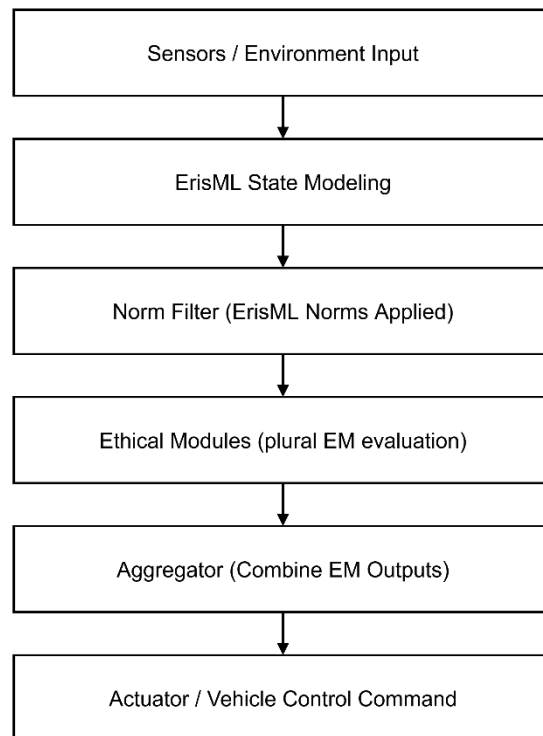 Sensors / Environment Input
ErisML State Modeling
Norm Filter (ErisML Norms Applied)
Ethical Modules (plural EM evaluation)
Aggregator (Combine EM Outputs)
Actuator / Vehicle Control Command